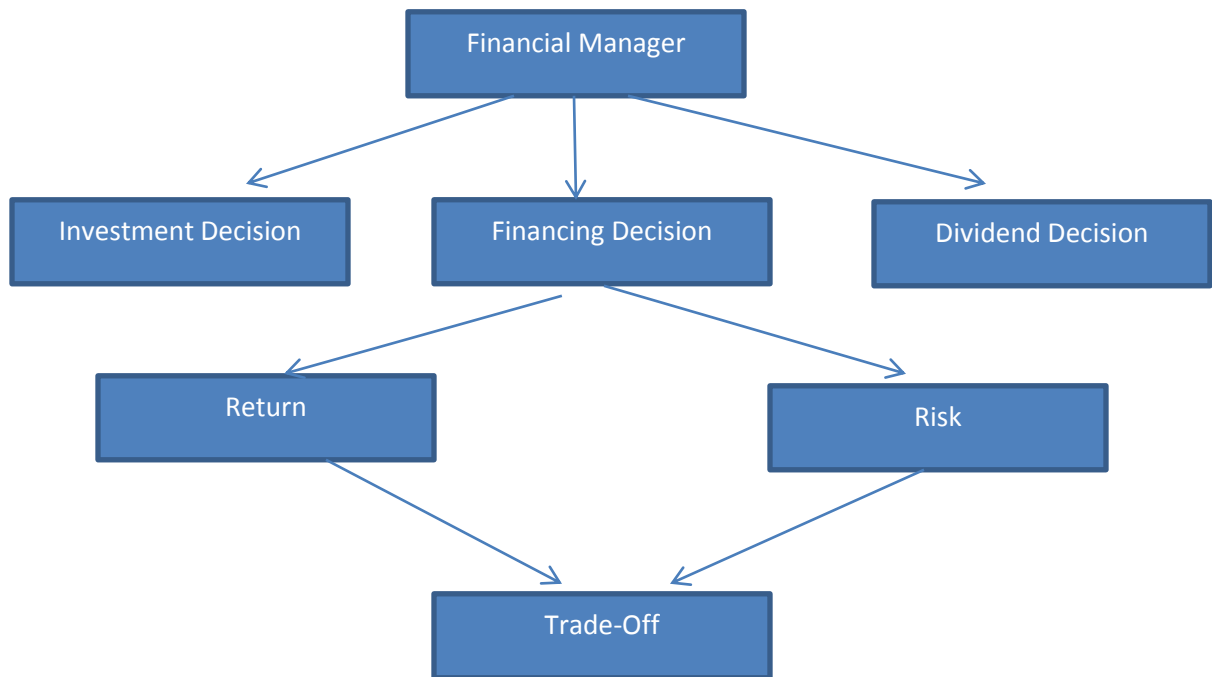 Financial Manager
Investment Decision
Financing Decision
Dividend Decision
Return
Risk
Trade-Off